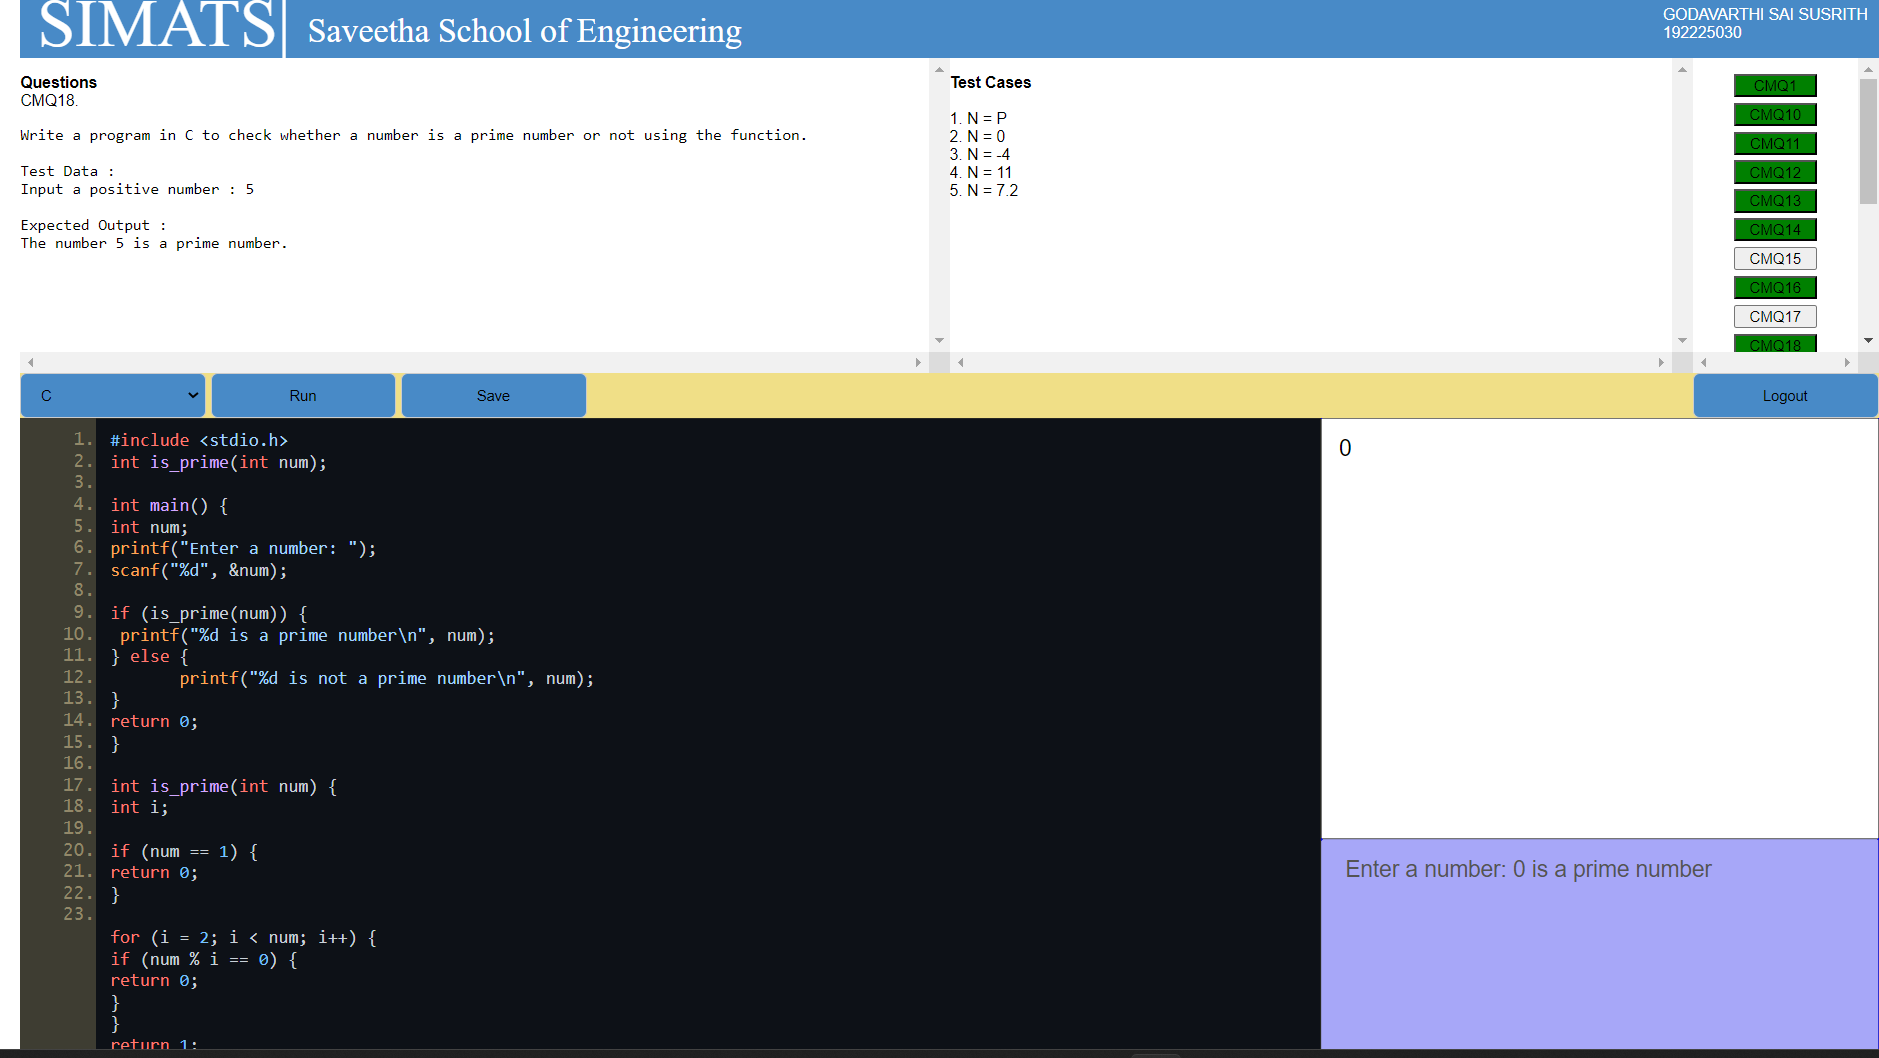 SIMATS
Saveetha School of Engineering
GODAVARTHI SAI SUSRITH
192225030
Questions
CMQ18.
Write a program in C to check whether a number is a prime number or not using the function.
Test Data :
Input a positive number : 5
Expected Output :
The number 5 is a prime number.
Test Cases
1. N = P
2. N = 0
3. N = -4
4. N = 11
5. N = 7.2
CMQ1
CMQ10
CMQ11
CMQ12
CMQ13
CMQ14
CMQ15
CMQ16
CMQ17
CMQ18
C
Run
Save
Logout
1. #include <stdio.h>
2. int is_prime(int num);
3.
4. int main() {
5. int num;
6. printf("Enter a number: ");
7. scanf("%d", &num);
8.
9. if (is_prime(num)) {
10. printf("%d is a prime number\n", num);
11. } else {
12. printf("%d is not a prime number\n", num);
13. }
14. return 0;
15. }
16.
17. int is_prime(int num) {
18. int i;
19.
20. if (num == 1) {
21. return 0;
22. }
23.
for (i = 2; i < num; i++) {
if (num % i == 0) {
return 0;
}
}
return 1;
0
Enter a number: 0 is a prime number